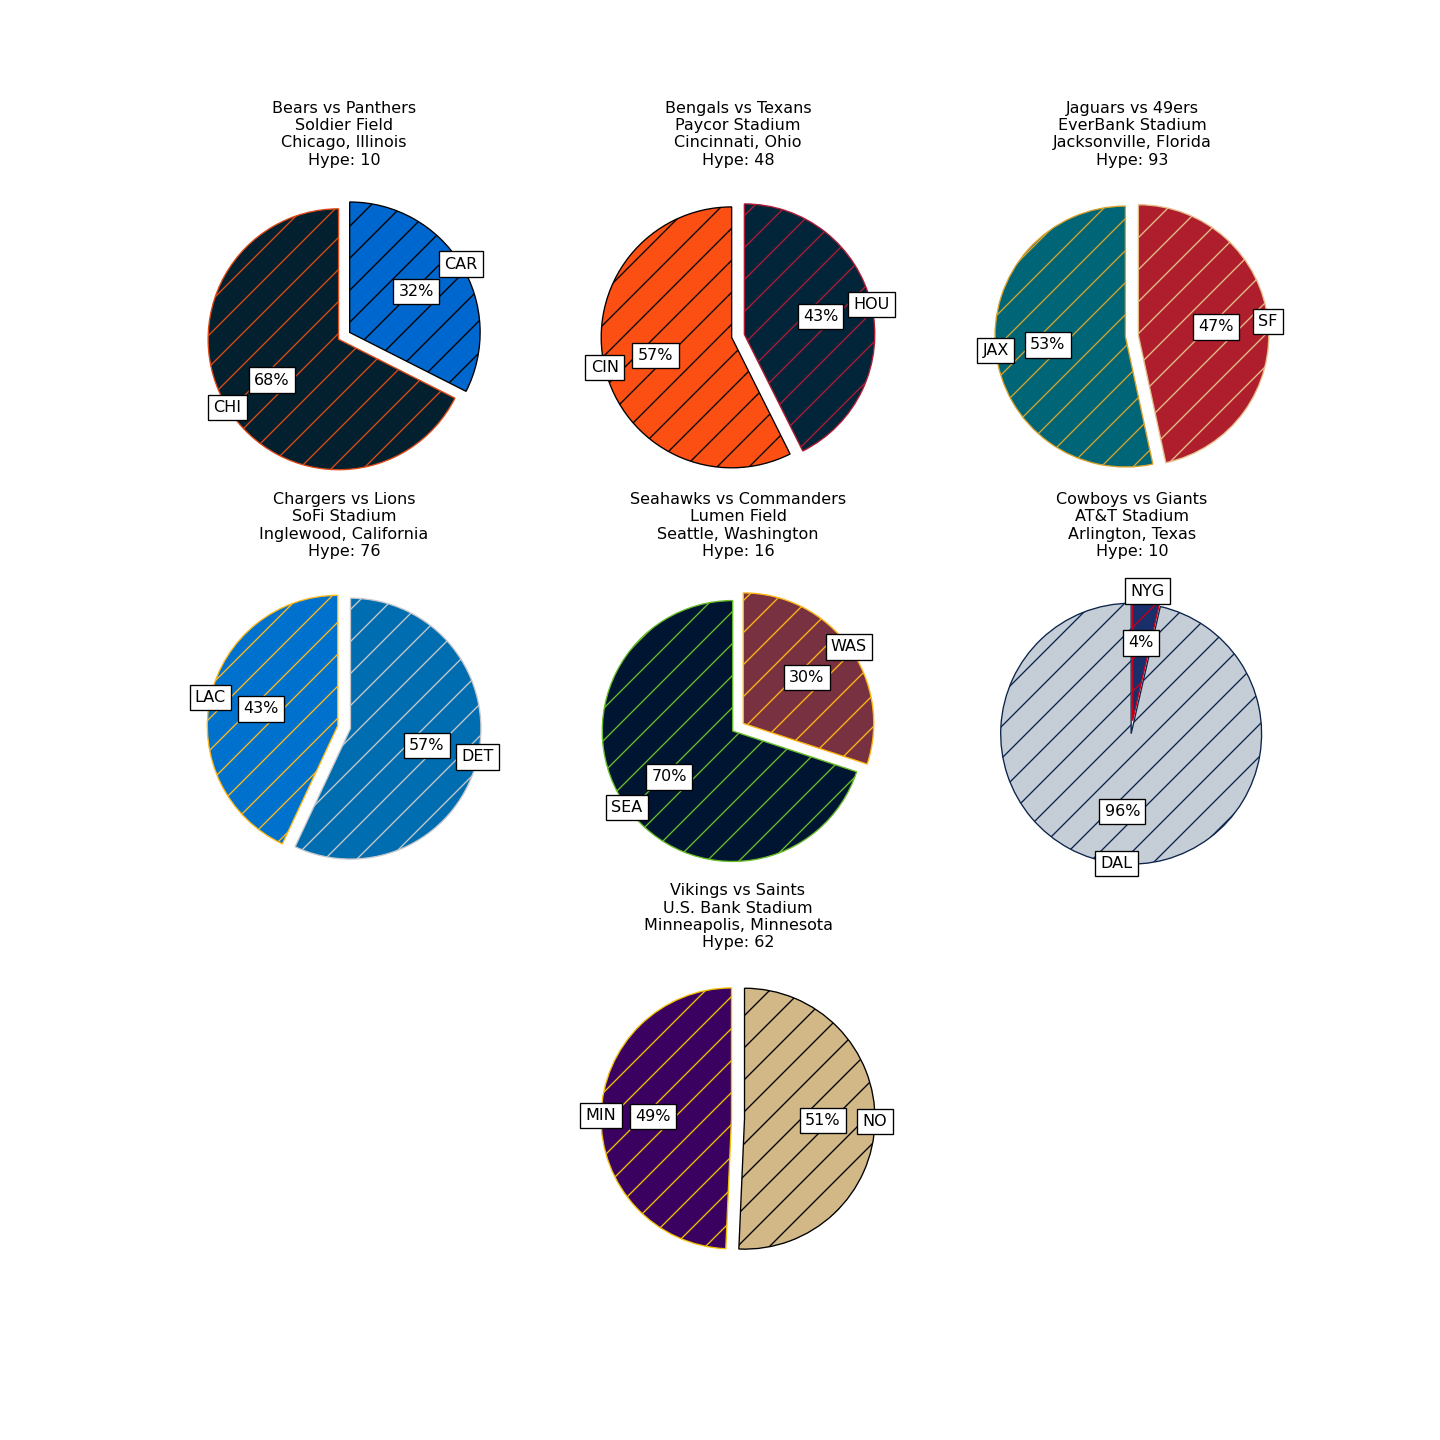 Bears vs Panthers
Soldier Field
Chicago, Illinois
Hype: 10
CAR
32%
68%
CHI
Bengals vs Texans
Paycor Stadium
Cincinnati, Ohio
Hype: 48
HOU
43%
57%
CIN
Jaguars vs 49ers
EverBank Stadium
Jacksonville, Florida
Hype: 93
SF
47%
53%
JAX
Chargers vs Lions
SoFi Stadium
Inglewood, California
Hype: 76
LAC
43%
57%
DET
Seahawks vs Commanders
Lumen Field
Seattle, Washington
Hype: 16
WAS
30%
70%
SEA
Cowboys vs Giants
AT&T Stadium
Arlington, Texas
Hype: 10
NYG
4%
96%
DAL
Vikings vs Saints
U.S. Bank Stadium
Minneapolis, Minnesota
Hype: 62
MIN
49%
51%
NO